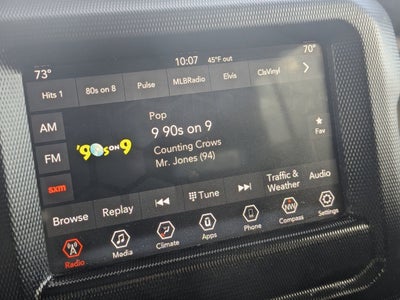 10:07 45°F out 70°
73°
Hits 1 80s on 8 Pulse MLBRadio Elvis ClsVinyl
AM
Pop
9 90s on 9
FM
'90s ON 9
Counting Crows
Fav
Mr. Jones (94)
sxm
Browse Replay Tune Traffic & Weather Audio
Radio Media Climate Apps Phone NW Compass Settings